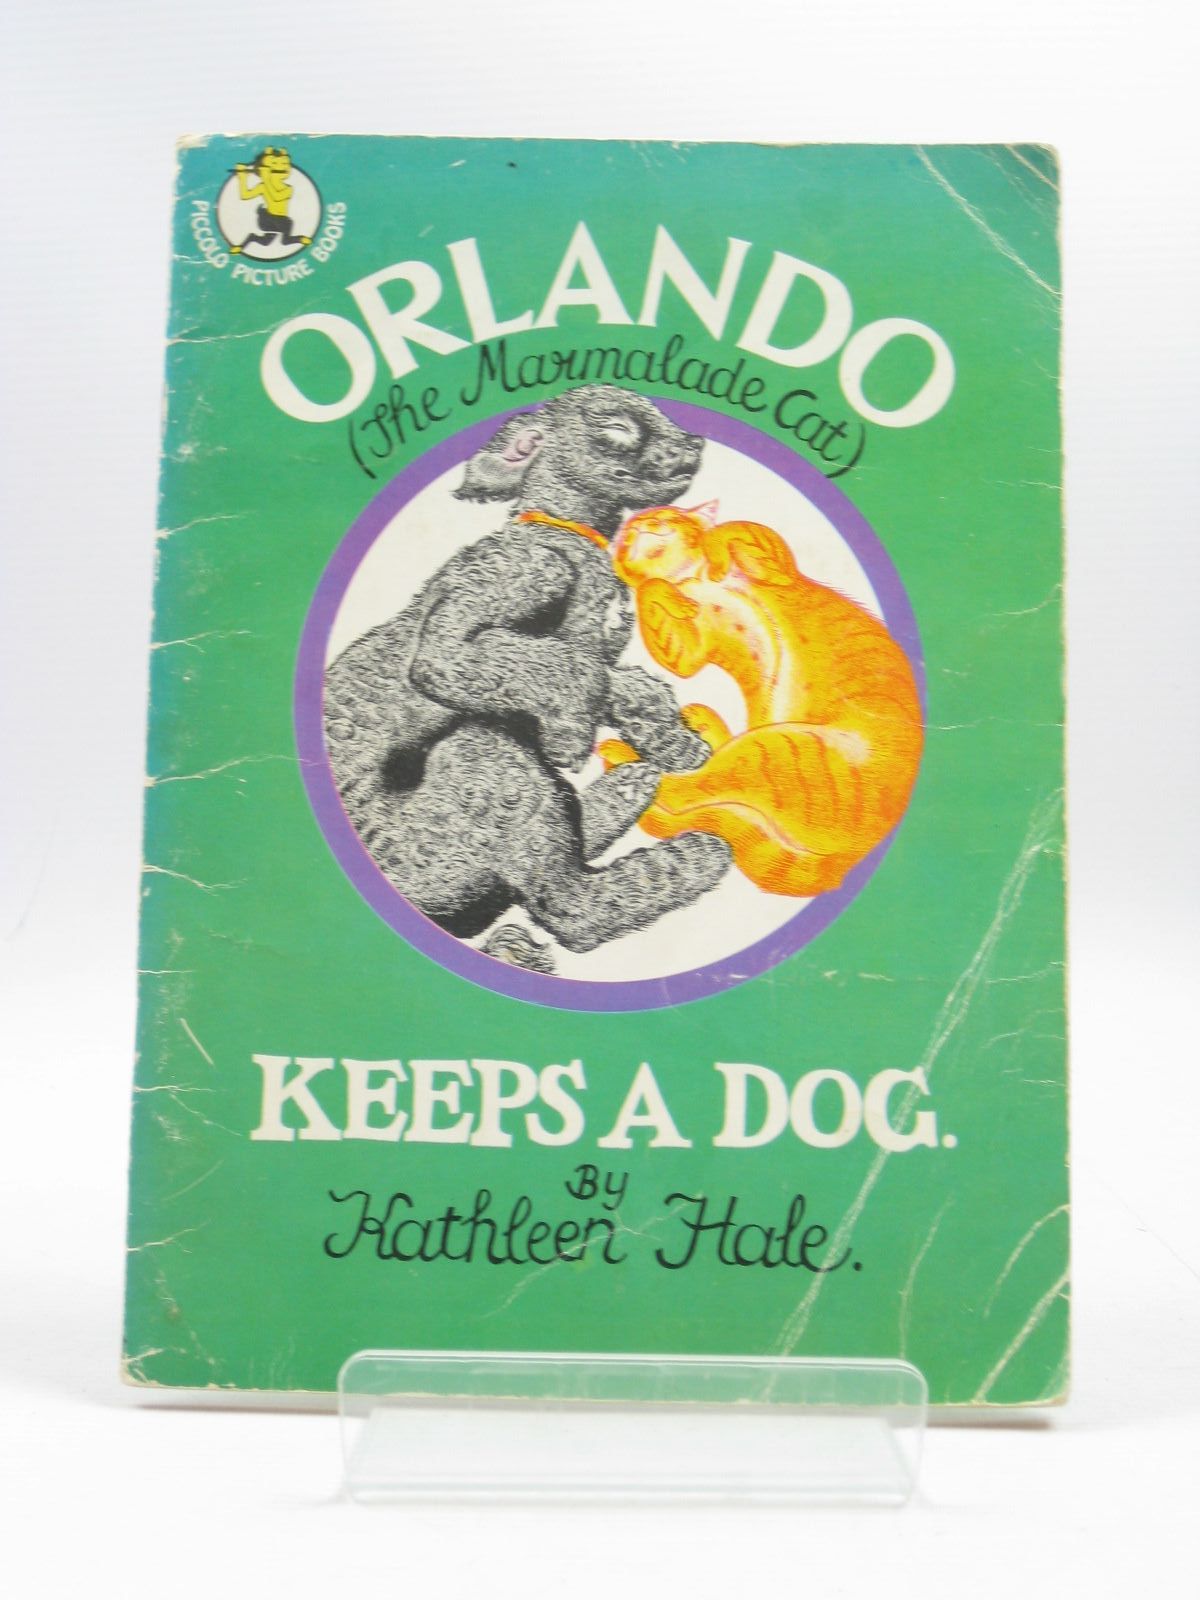 PICCOLO PICTURE BOOKS
ORLANDO
(The Marmalade Cat)
KEEPS A DOG.
By
Kathleen Hale.